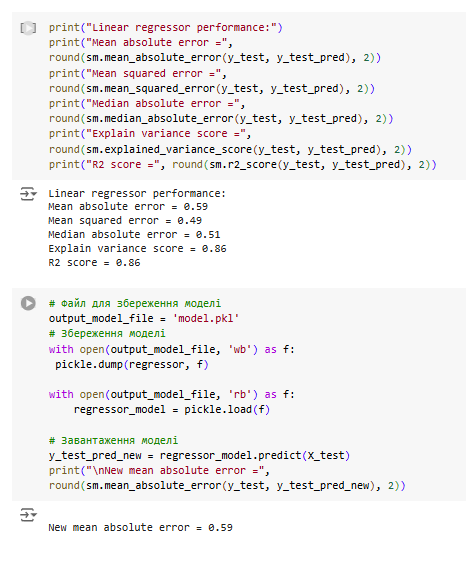 print("Linear regressor performance:")
print("Mean absolute error =",
round(sm.mean_absolute_error(y_test, y_test_pred), 2))
print("Mean squared error =",
round(sm.mean_squared_error(y_test, y_test_pred), 2))
print("Median absolute error =",
round(sm.median_absolute_error(y_test, y_test_pred), 2))
print("Explain variance score =",
round(sm.explained_variance_score(y_test, y_test_pred), 2))
print("R2 score =", round(sm.r2_score(y_test, y_test_pred), 2))
Linear regressor performance:
Mean absolute error = 0.59
Mean squared error = 0.49
Median absolute error = 0.51
Explain variance score = 0.86
R2 score = 0.86
# Файл для збереження моделі
output_model_file = 'model.pkl'
# Збереження моделі
with open(output_model_file, 'wb') as f:
 pickle.dump(regressor, f)
with open(output_model_file, 'rb') as f:
    regressor_model = pickle.load(f)
# Завантаження моделі
y_test_pred_new = regressor_model.predict(X_test)
print("\nNew mean absolute error =",
round(sm.mean_absolute_error(y_test, y_test_pred_new), 2))
New mean absolute error = 0.59